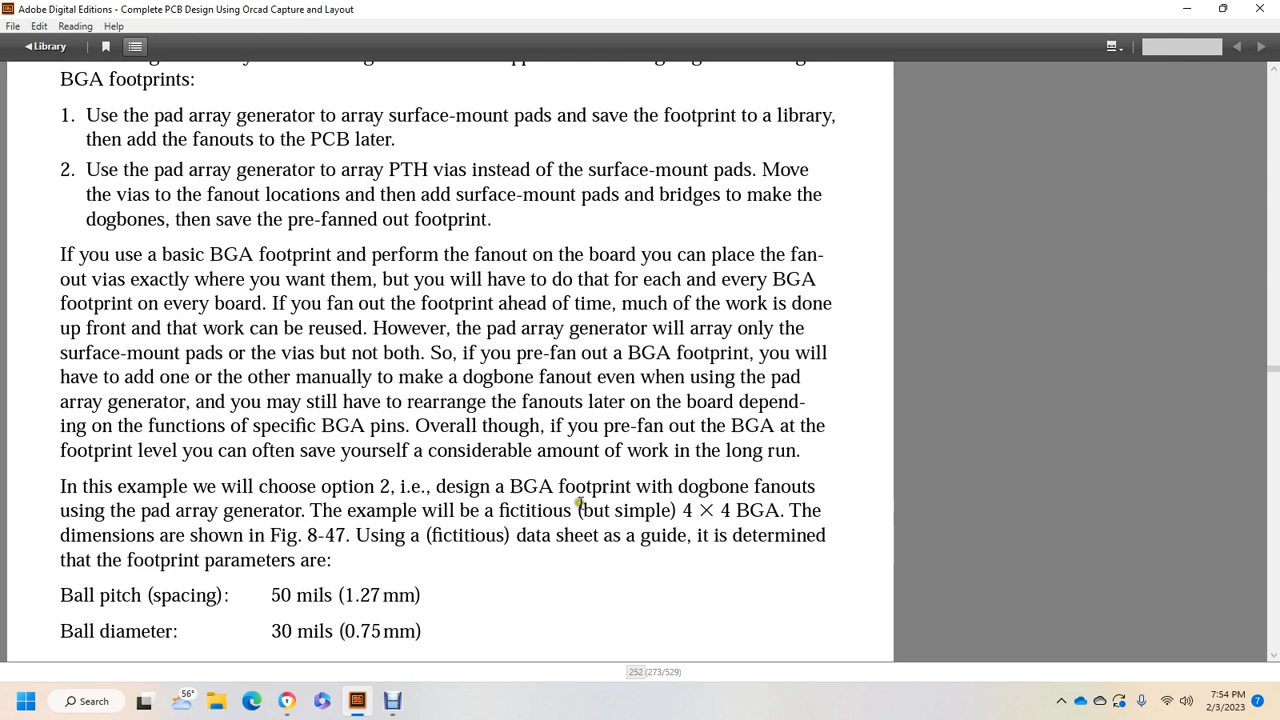 Adobe Digital Editions - Complete PCB Design Using Orcad Capture and Layout
File Edit Reading Help
Library
BGA footprints:
1. Use the pad array generator to array surface-mount pads and save the footprint to a library,
then add the fanouts to the PCB later.
2. Use the pad array generator to array PTH vias instead of the surface-mount pads. Move
the vias to the fanout locations and then add surface-mount pads and bridges to make the
dogbones, then save the pre-fanned out footprint.
If you use a basic BGA footprint and perform the fanout on the board you can place the fan-
out vias exactly where you want them, but you will have to do that for each and every BGA
footprint on every board. If you fan out the footprint ahead of time, much of the work is done
up front and that work can be reused. However, the pad array generator will array only the
surface-mount pads or the vias but not both. So, if you pre-fan out a BGA footprint, you will
have to add one or the other manually to make a dogbone fanout even when using the pad
array generator, and you may still have to rearrange the fanouts later on the board depend-
ing on the functions of specific BGA pins. Overall though, if you pre-fan out the BGA at the
footprint level you can often save yourself a considerable amount of work in the long run.
In this example we will choose option 2, i.e., design a BGA footprint with dogbone fanouts
using the pad array generator. The example will be a fictitious (but simple) 4 × 4 BGA. The
dimensions are shown in Fig. 8-47. Using a (fictitious) data sheet as a guide, it is determined
that the footprint parameters are:
Ball pitch (spacing): 50 mils (1.27 mm)
Ball diameter: 30 mils (0.75 mm)
252 (273/529)
56°
Search
7:54 PM
2/3/2023
7